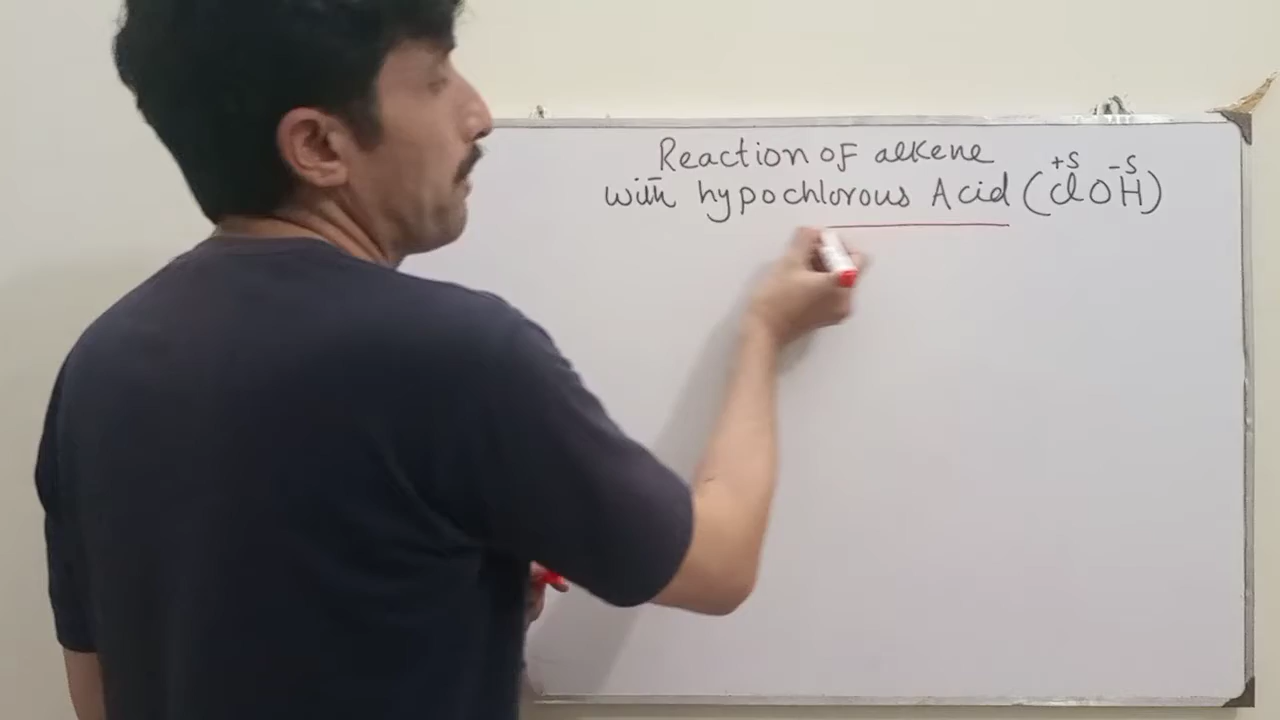 Reaction of alkene
+δ -δ
with hypochlorous Acid (ClOH)